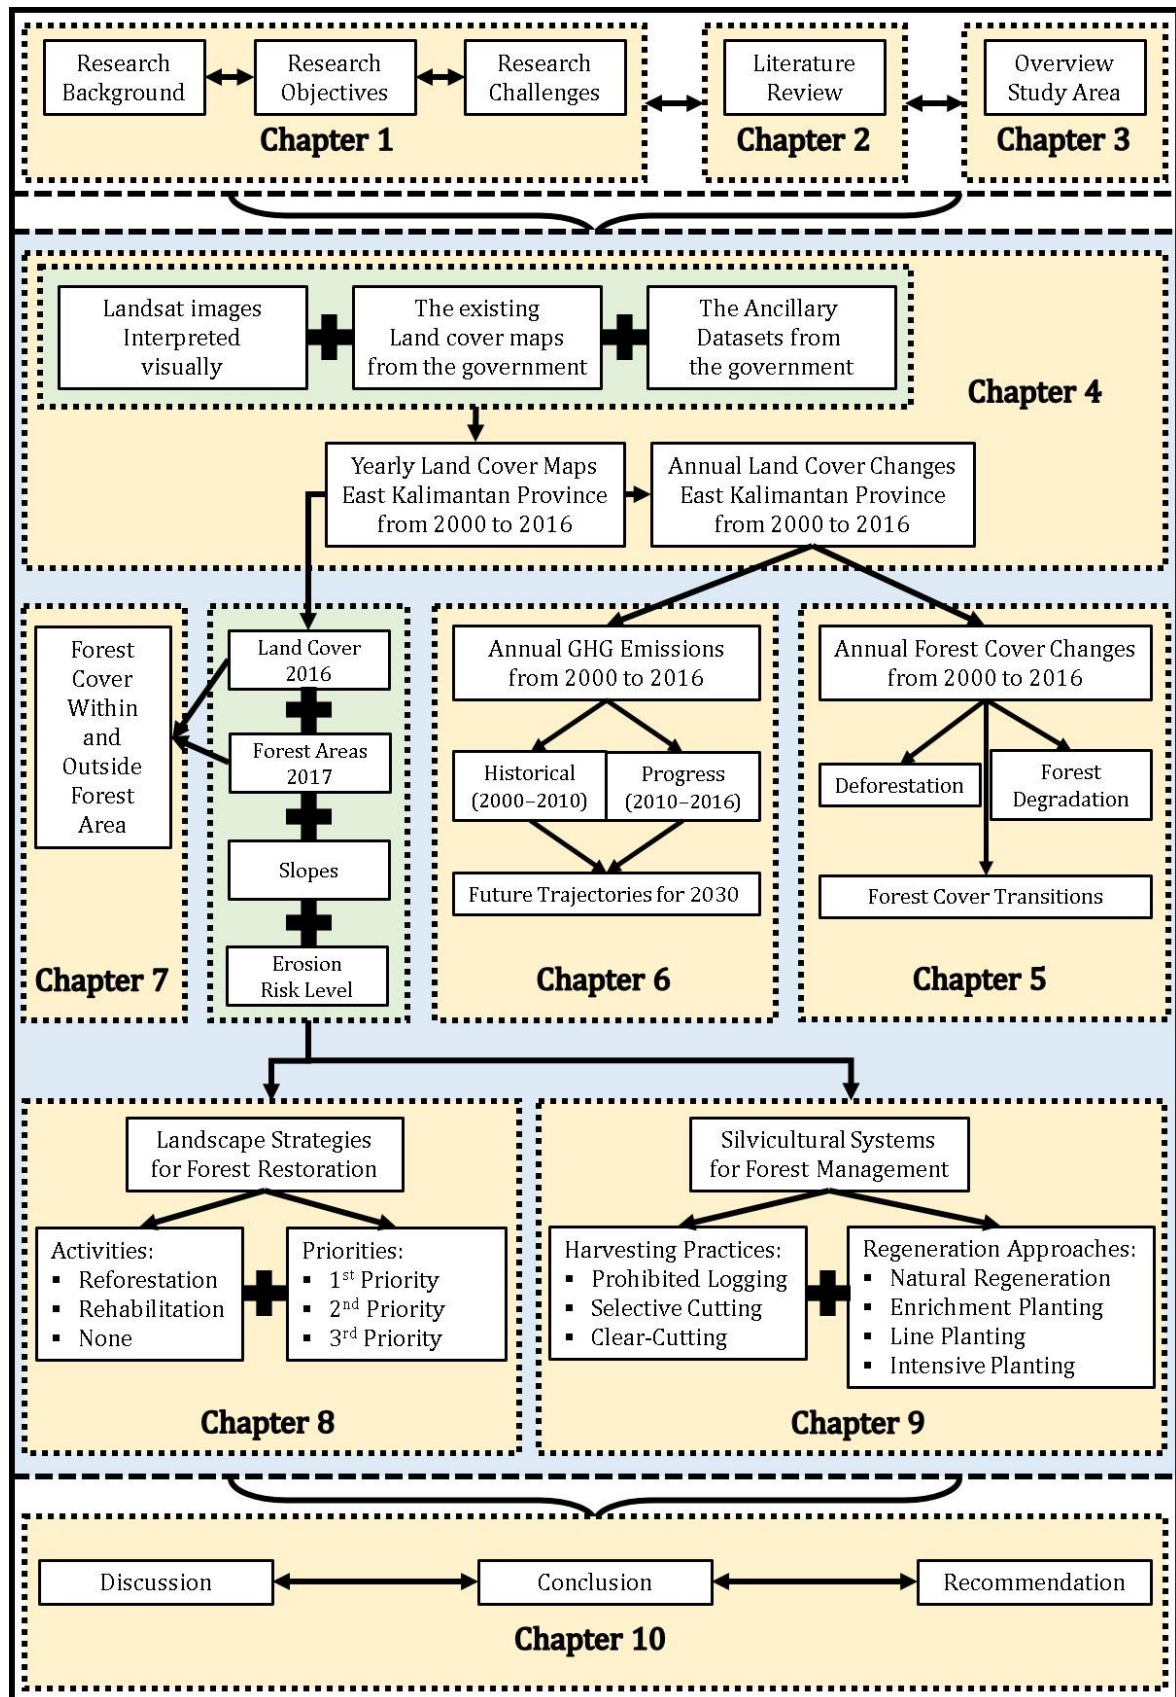 Research
Background
Research
Objectives
Research
Challenges
Chapter 1
Literature
Review
Chapter 2
Overview
Study Area
Chapter 3
Landsat images
Interpreted
visually
The existing
Land cover maps
from the government
The Ancillary
Datasets from
the government
Chapter 4
Yearly Land Cover Maps
East Kalimantan Province
from 2000 to 2016
Annual Land Cover Changes
East Kalimantan Province
from 2000 to 2016
Forest
Cover
Within
and
Outside
Forest
Area
Chapter 7
Land Cover
2016
Forest Areas
2017
Slopes
Erosion
Risk Level
Annual GHG Emissions
from 2000 to 2016
Historical
(2000–2010)
Progress
(2010–2016)
Future Trajectories for 2030
Chapter 6
Annual Forest Cover Changes
from 2000 to 2016
Deforestation
Forest
Degradation
Forest Cover Transitions
Chapter 5
Landscape Strategies
for Forest Restoration
Activities:
▪ Reforestation
▪ Rehabilitation
▪ None
Priorities:
▪ 1st Priority
▪ 2nd Priority
▪ 3rd Priority
Chapter 8
Silvicultural Systems
for Forest Management
Harvesting Practices:
▪ Prohibited Logging
▪ Selective Cutting
▪ Clear-Cutting
Regeneration Approaches:
▪ Natural Regeneration
▪ Enrichment Planting
▪ Line Planting
▪ Intensive Planting
Chapter 9
Discussion
Conclusion
Recommendation
Chapter 10